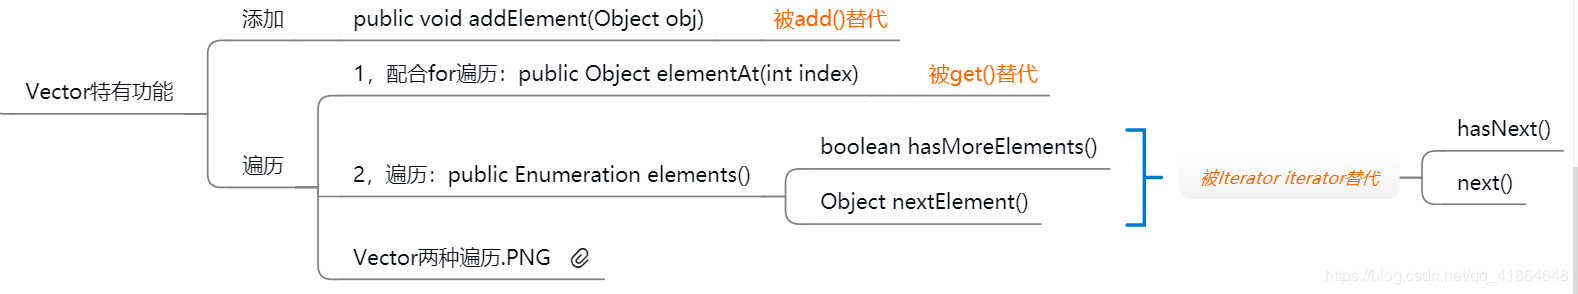 Vector特有功能
添加
public void addElement(Object obj)
被add()替代
遍历
1，配合for遍历：public Object elementAt(int index)
被get()替代
2，遍历：public Enumeration elements()
boolean hasMoreElements()
Object nextElement()
被Iterator iterator替代
hasNext()
next()
Vector两种遍历.PNG
https://blog.csdn.net/qq_41864648